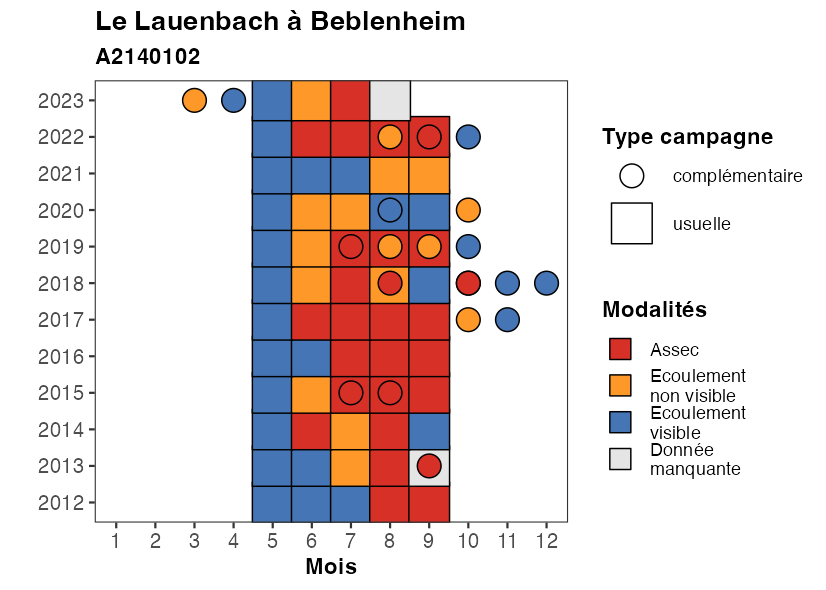 Le Lauenbach à Beblenheim
A2140102
2023
2022
2021
2020
2019
2018
2017
2016
2015
2014
2013
2012
1 2 3 4 5 6 7 8 9 10 11 12
Mois
Type campagne
complémentaire
usuelle
Modalités
Assec
Ecoulement
non visible
Ecoulement
visible
Donnée
manquante